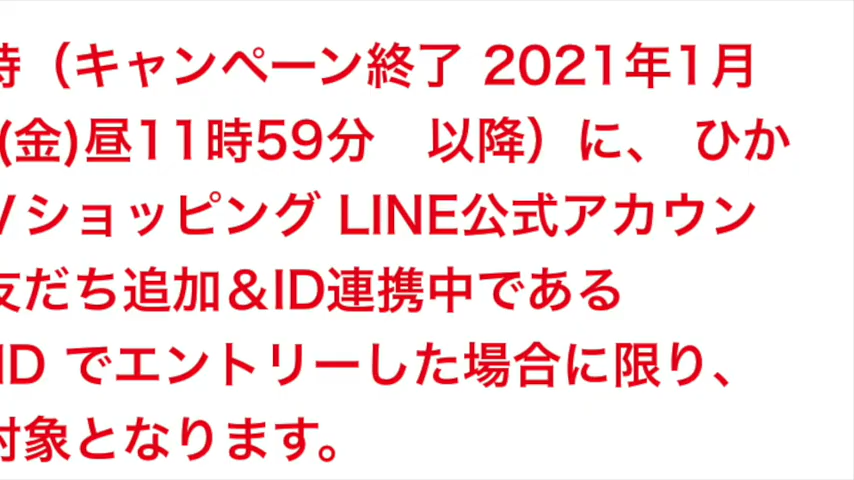 時（キャンペーン終了 2021年1月
(金)昼11時59分　以降）に、 ひか
Vショッピング LINE公式アカウン
友だち追加＆ID連携中である
ID でエントリーした場合に限り、
対象となります。